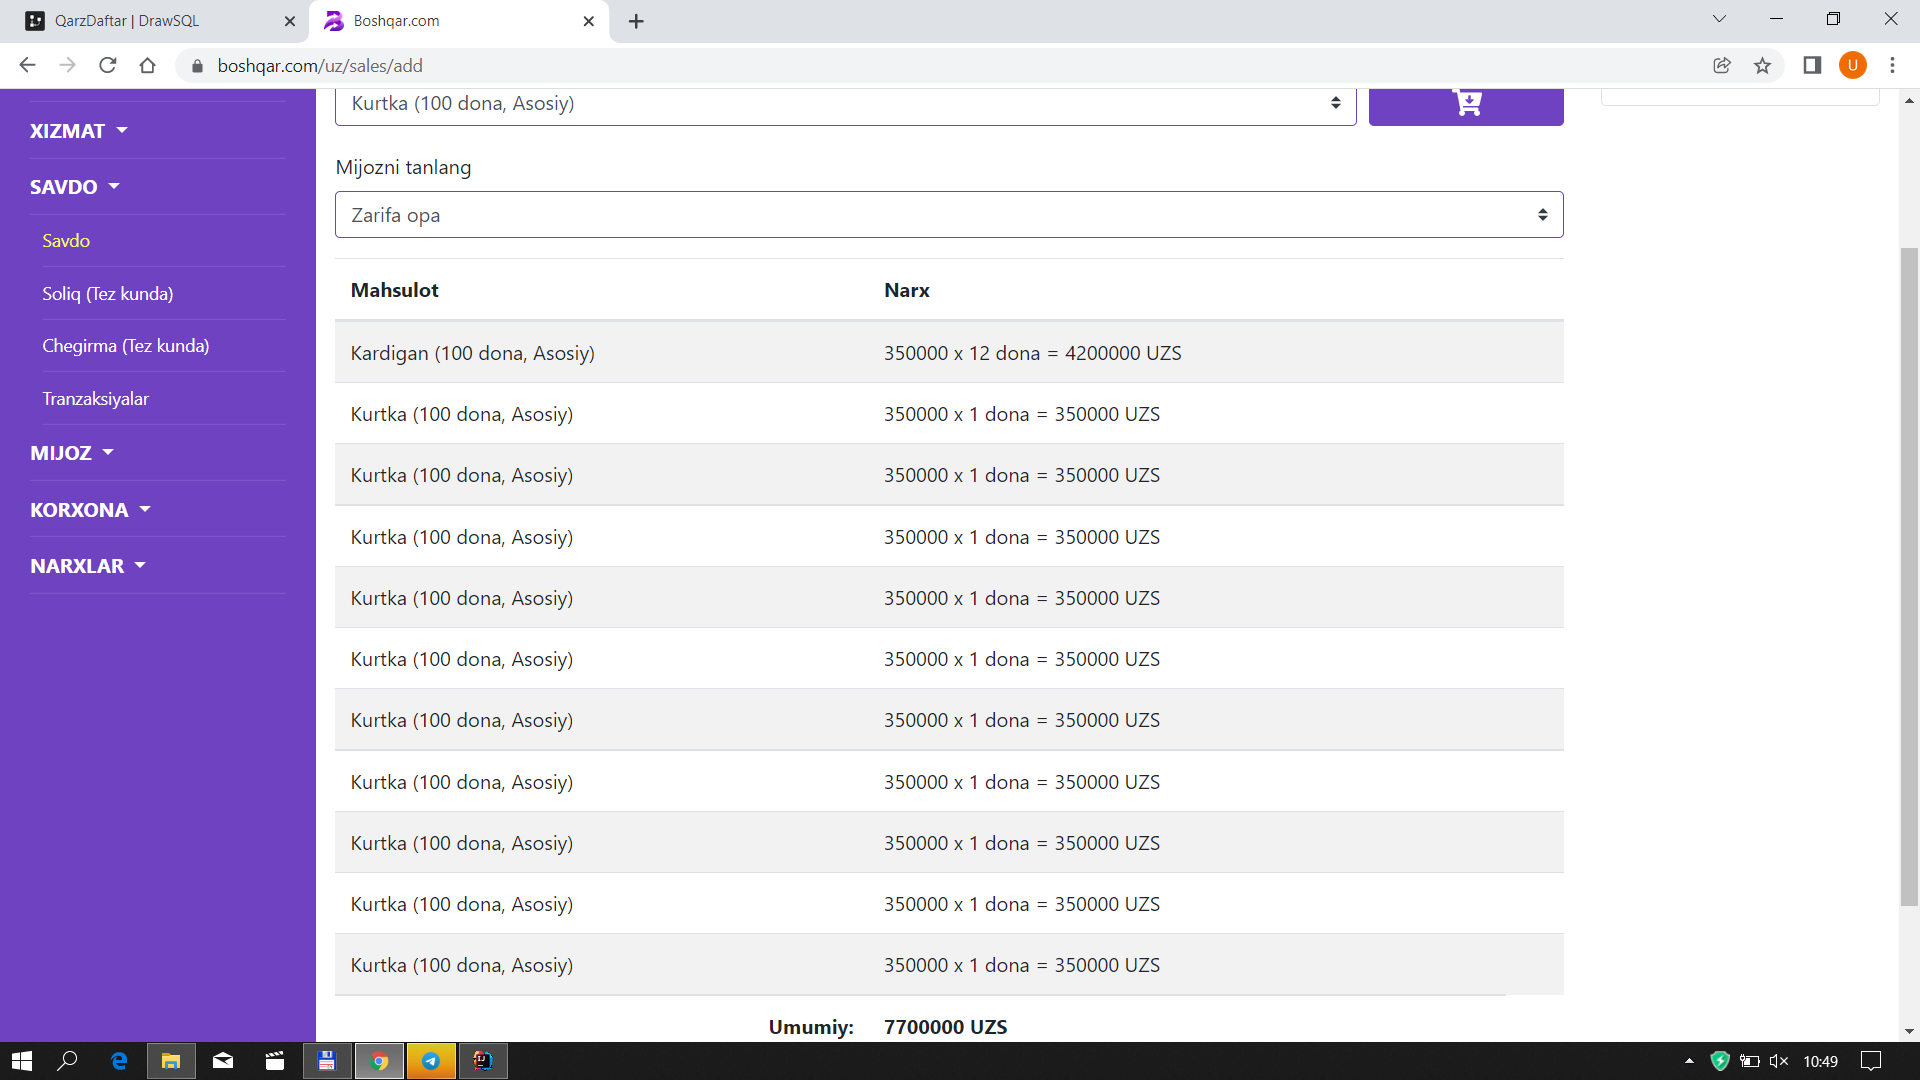 QarzDaftar | DrawSQL
Boshqar.com
boshqar.com/uz/sales/add
U
XIZMAT
SAVDO
Savdo
Soliq (Tez kunda)
Chegirma (Tez kunda)
Tranzaksiyalar
MIJOZ
KORXONA
NARXLAR
Kurtka (100 dona, Asosiy)
Mijozni tanlang
Zarifa opa
Mahsulot Narx
Kardigan (100 dona, Asosiy) 350000 x 12 dona = 4200000 UZS
Kurtka (100 dona, Asosiy) 350000 x 1 dona = 350000 UZS
Kurtka (100 dona, Asosiy) 350000 x 1 dona = 350000 UZS
Kurtka (100 dona, Asosiy) 350000 x 1 dona = 350000 UZS
Kurtka (100 dona, Asosiy) 350000 x 1 dona = 350000 UZS
Kurtka (100 dona, Asosiy) 350000 x 1 dona = 350000 UZS
Kurtka (100 dona, Asosiy) 350000 x 1 dona = 350000 UZS
Kurtka (100 dona, Asosiy) 350000 x 1 dona = 350000 UZS
Kurtka (100 dona, Asosiy) 350000 x 1 dona = 350000 UZS
Kurtka (100 dona, Asosiy) 350000 x 1 dona = 350000 UZS
Kurtka (100 dona, Asosiy) 350000 x 1 dona = 350000 UZS
Umumiy: 7700000 UZS
10:49